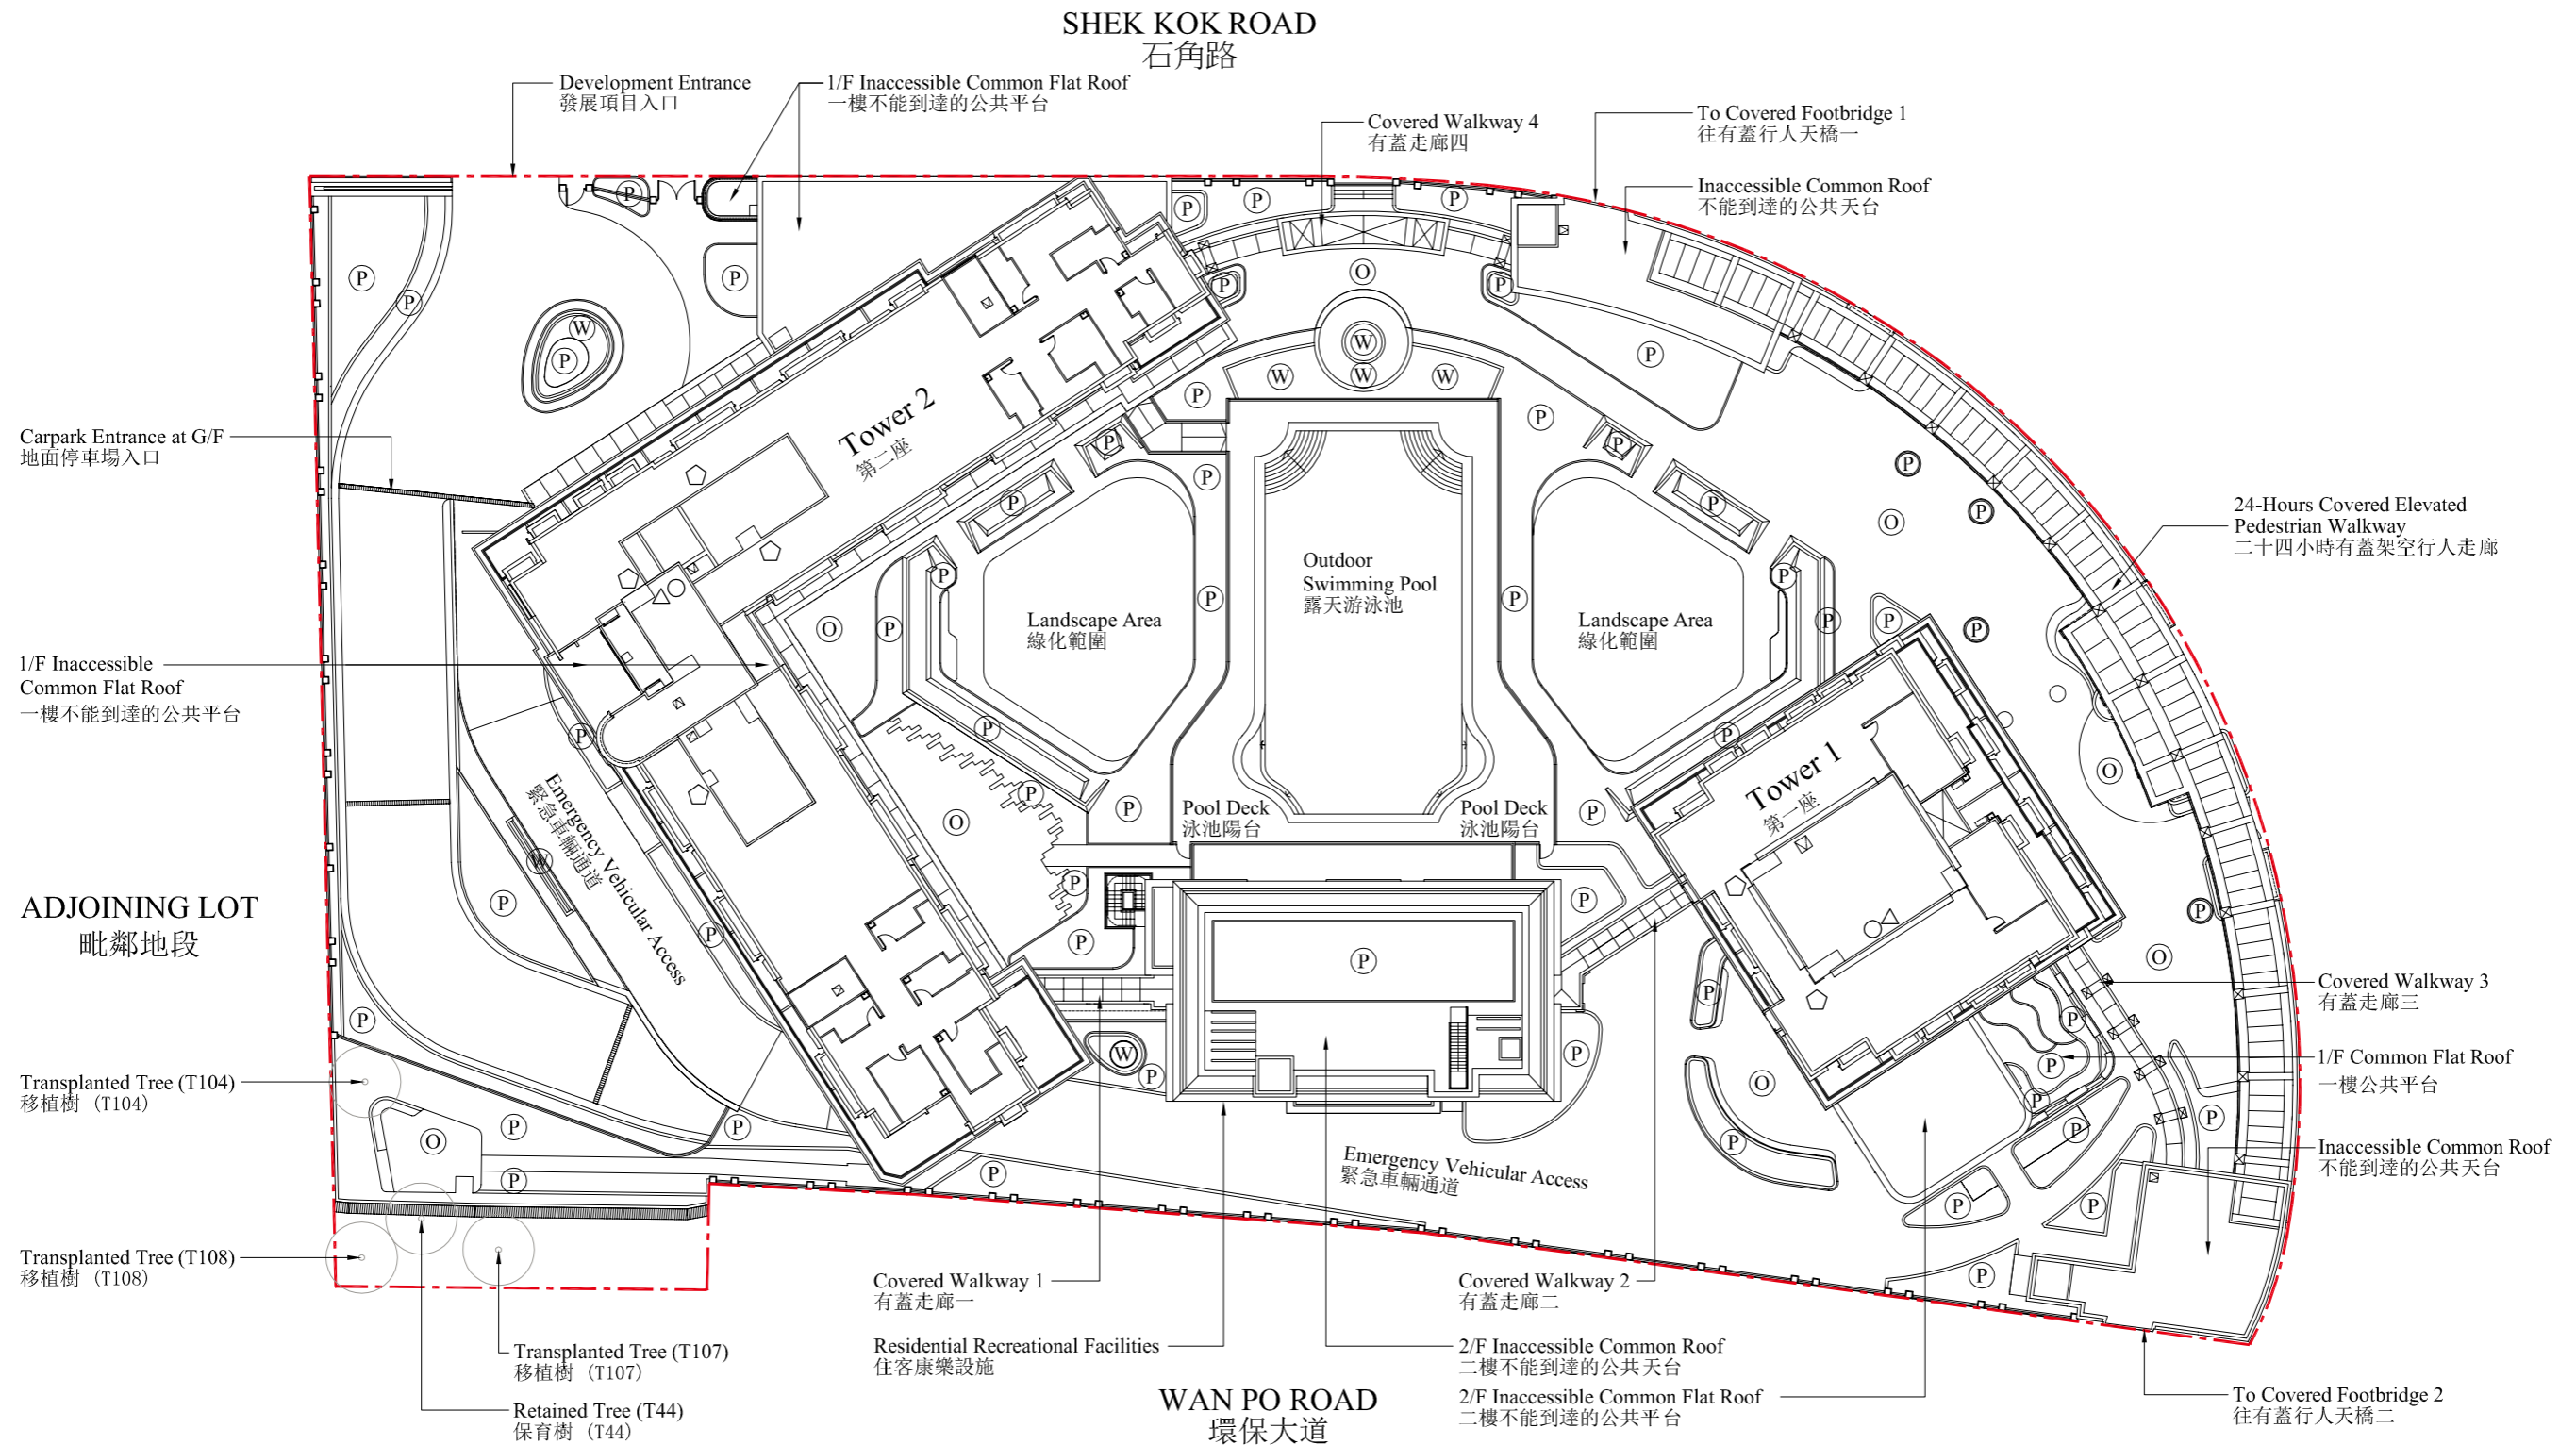 SHEK KOK ROAD
石角路
Development Entrance
發展項目入口
1/F Inaccessible Common Flat Roof
一樓不能到達的公共平台
Covered Walkway 4
有蓋走廊四
To Covered Footbridge 1
往有蓋行人天橋一
Inaccessible Common Roof
不能到達的公共天台
P
P
P
P
P
P
P
P
W
P
P
P
O
W
W
W
W
P
P
P
Carpark Entrance at G/F
地面停車場入口
Tower 2
第二座
P
P
P
P
P
P
P
P
O
24-Hours Covered Elevated
Pedestrian Walkway
二十四小時有蓋架空行人走廊
Outdoor
Swimming Pool
露天游泳池
Landscape Area
綠化範圍
Landscape Area
綠化範圍
P
P
P
P
O
P
P
P
P
1/F Inaccessible
Common Flat Roof
一樓不能到達的公共平台
P
P
P
P
O
Emergency Vehicular Access
緊急車輛通道
Tower 1
第一座
Pool Deck
泳池陽台
Pool Deck
泳池陽台
P
P
O
P
W
P
P
P
P
P
P
P
O
P
ADJOINING LOT
毗鄰地段
Covered Walkway 3
有蓋走廊三
P
P
W
P
P
P
P
P
1/F Common Flat Roof
一樓公共平台
Transplanted Tree (T104)
移植樹 (T104)
O
P
O
P
P
P
P
P
P
P
Inaccessible Common Roof
不能到達的公共天台
Emergency Vehicular Access
緊急車輛通道
P
P
P
Transplanted Tree (T108)
移植樹 (T108)
Covered Walkway 1
有蓋走廊一
Covered Walkway 2
有蓋走廊二
Transplanted Tree (T107)
移植樹 (T107)
Residential Recreational Facilities
住客康樂設施
2/F Inaccessible Common Roof
二樓不能到達的公共天台
Retained Tree (T44)
保育樹 (T44)
WAN PO ROAD
環保大道
2/F Inaccessible Common Flat Roof
二樓不能到達的公共平台
To Covered Footbridge 2
往有蓋行人天橋二